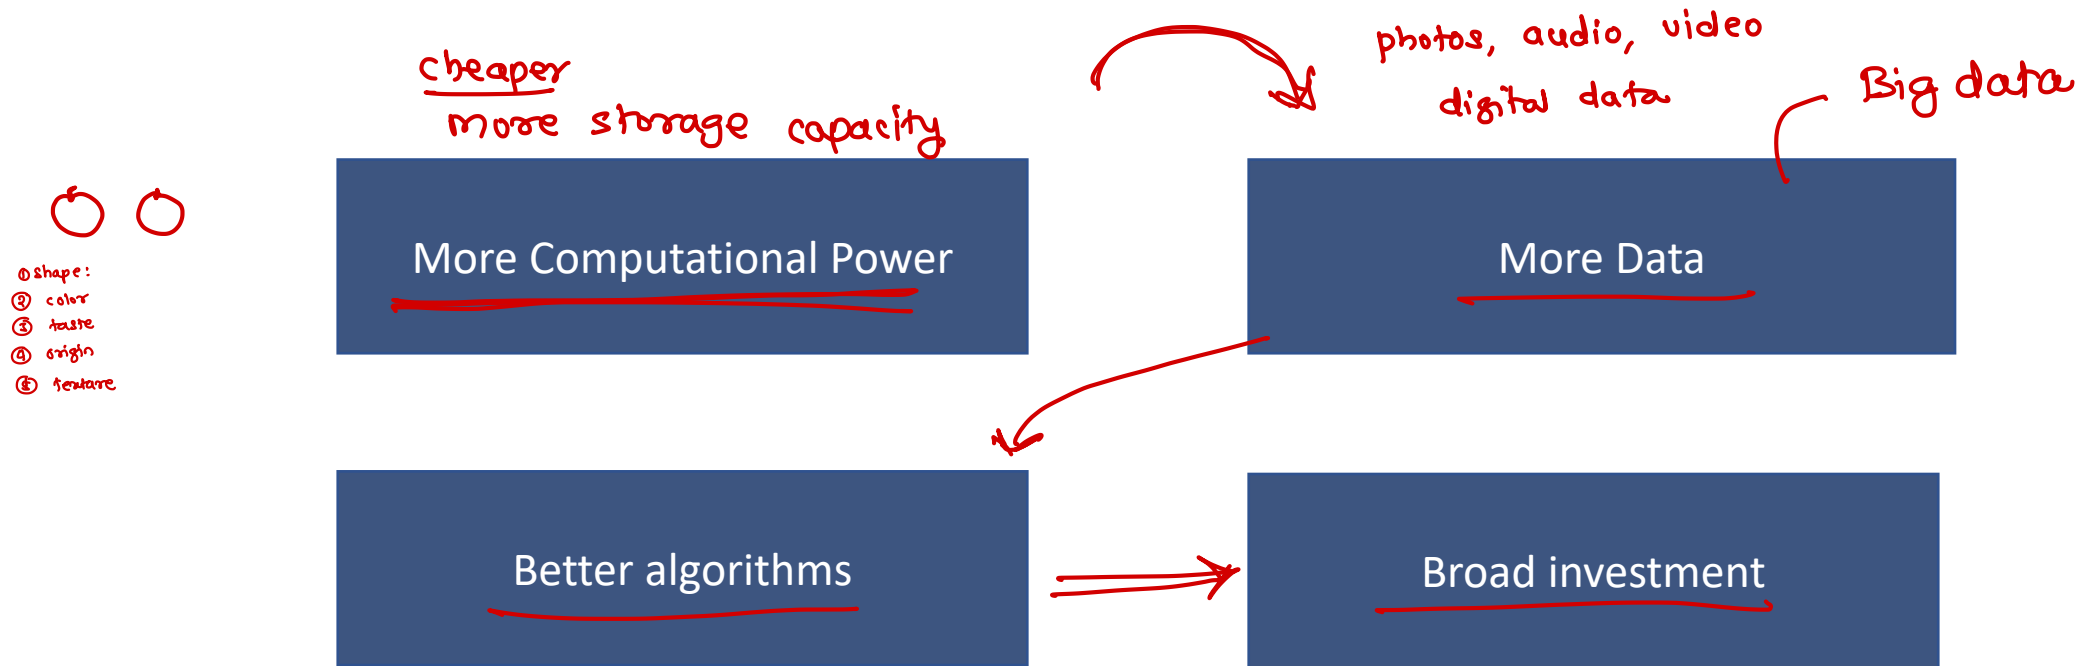 cheaper
more storage capacity
photos, audio, video
digital data
Big data
① shape:
② color
③ taste
④ origin
⑤ texture
More Computational Power
More Data
Better algorithms
Broad investment